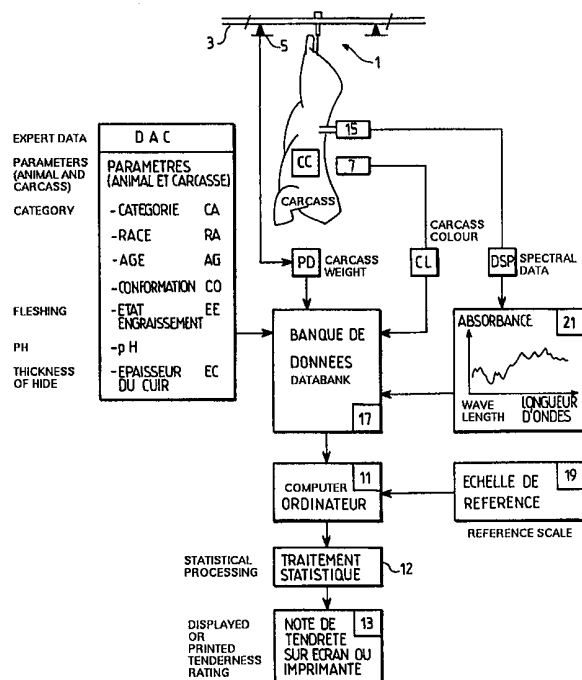 3
5
1
15
CC
7
CARCASS
EXPERT DATA
D A C
PARAMETERS
(ANIMAL AND
CARCASS)
PARAMETRES
(ANIMAL ET CARCASSE)
CATEGORY
-CATEGORIE CA
-RACE RA
-AGE AG
-CONFORMATION CO
FLESHING
-ETAT EE
ENGRAISSEMENT
PH
-pH
THICKNESS
OF HIDE
-EPAISSEUR EC
DU CUIR
PD
CARCASS
WEIGHT
CARCASS
COLOUR
CL
DSP
SPECTRAL
DATA
BANQUE DE
DONNÉES
DATABANK
17
ABSORBANCE
21
WAVE
LENGTH
LONGUEUR
D'ONDES
11
COMPUTER
ORDINATEUR
19
ECHELLE DE
REFERENCE
REFERENCE SCALE
STATISTICAL
PROCESSING
TRAITEMENT
STATISTIQUE
12
DISPLAYED
OR
PRINTED
TENDERNESS
RATING
NOTE DE 13
TENDRETE
SUR ECRAN OU
IMPRIMANTE